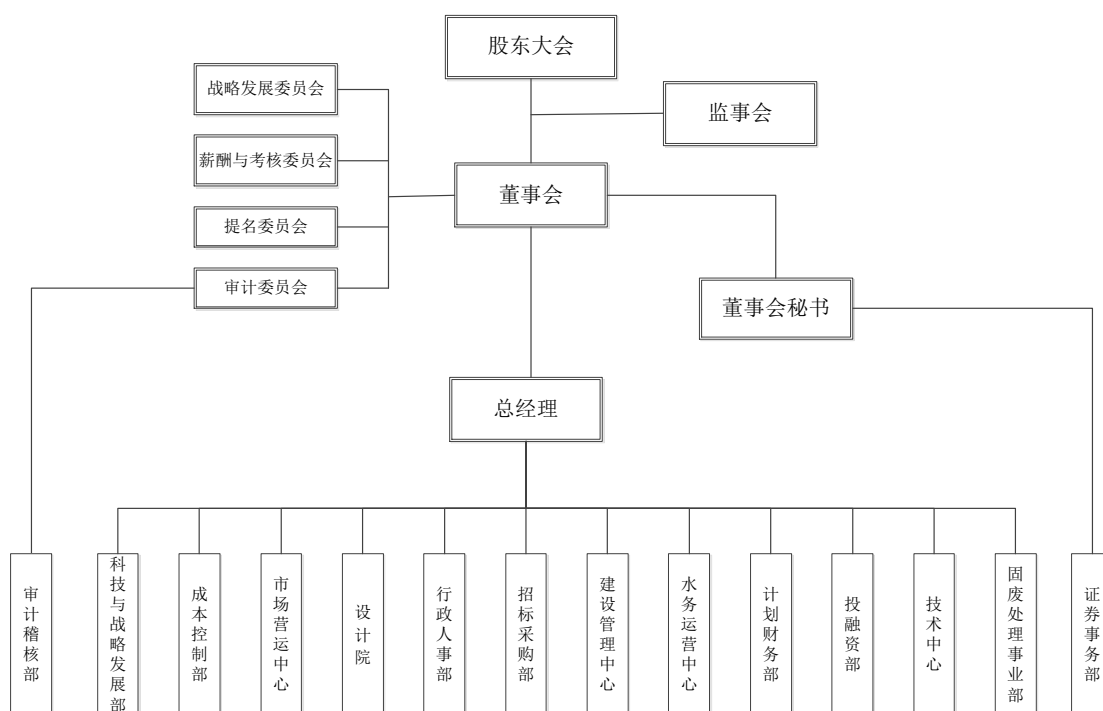 股东大会
战略发展委员会
监事会
薪酬与考核委员会
董事会
提名委员会
审计委员会
董事会秘书
总经理
审计稽核部
科技与战略发展部
成本控制部
市场营运中心
设计院
行政人事部
招标采购部
建设管理中心
水务运营中心
计划财务部
投融资部
技术中心
固废处理事业部
证券事务部